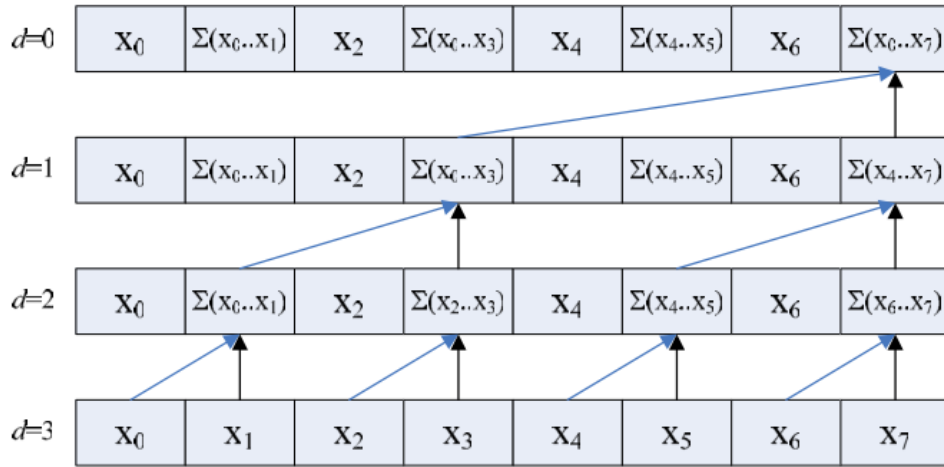 d=0 x₀ Σ(x₀..x₁) x₂ Σ(x₀..x₃) x₄ Σ(x₄..x₅) x₆ Σ(x₀..x₇)
d=1 x₀ Σ(x₀..x₁) x₂ Σ(x₀..x₃) x₄ Σ(x₄..x₅) x₆ Σ(x₄..x₇)
d=2 x₀ Σ(x₀..x₁) x₂ Σ(x₂..x₃) x₄ Σ(x₄..x₅) x₆ Σ(x₆..x₇)
d=3 x₀ x₁ x₂ x₃ x₄ x₅ x₆ x₇